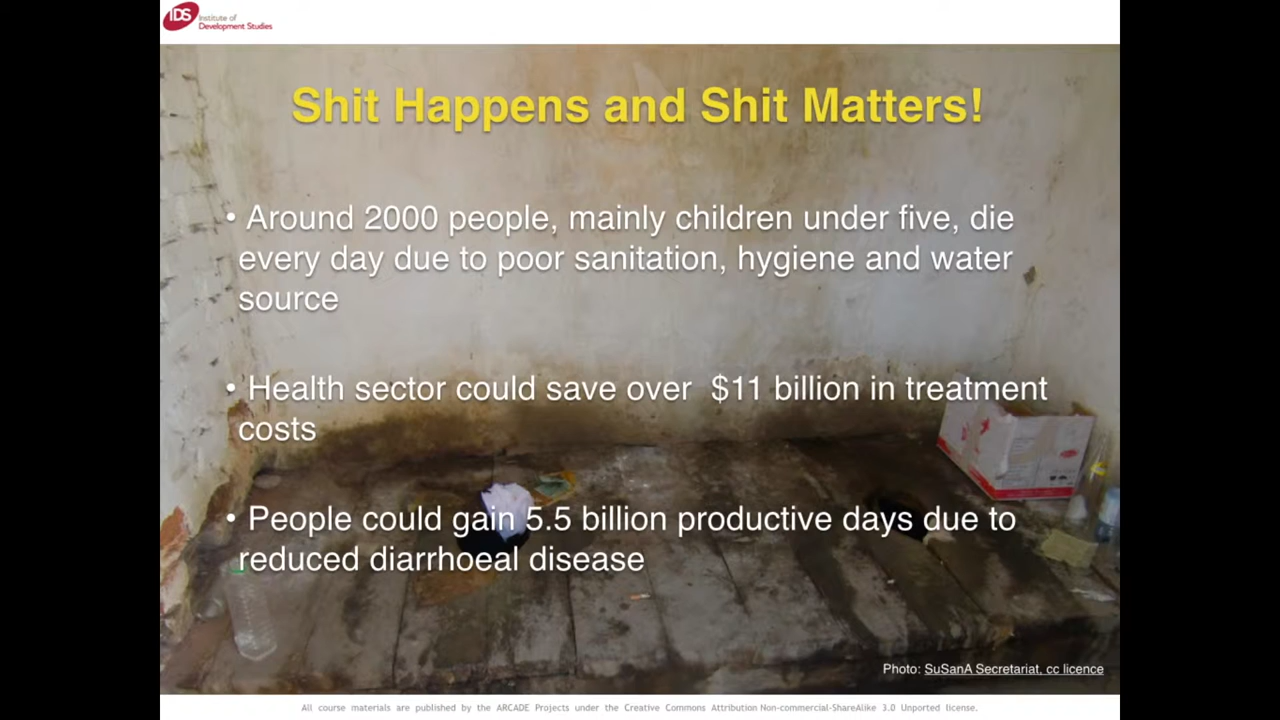 IDS
Institute of
Development Studies
Shit Happens and Shit Matters!
• Around 2000 people, mainly children under five, die
every day due to poor sanitation, hygiene and water
source
• Health sector could save over $11 billion in treatment
costs
• People could gain 5.5 billion productive days due to
reduced diarrhoeal disease
Photo: SuSanA Secretariat, cc licence
All course materials are published by the ARCADE Projects under the Creative Commons Attribution Non-commercial-ShareAlike 3.0 Unported license.